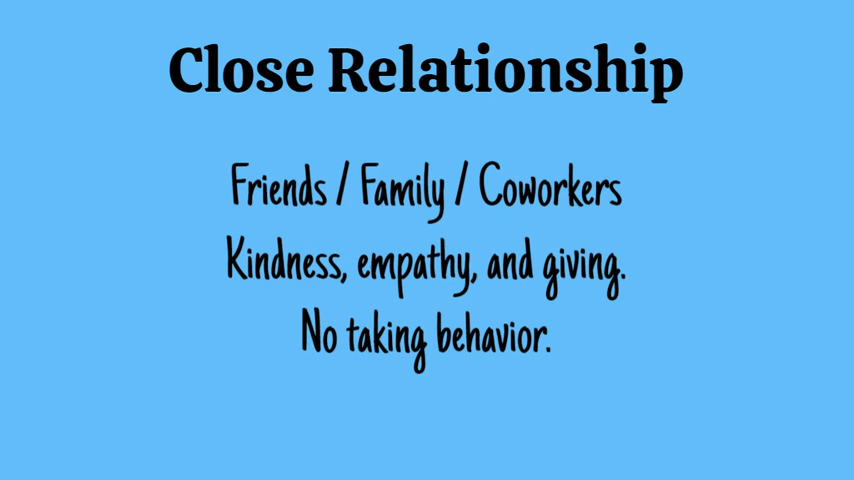 Close Relationship
Friends / Family / Coworkers
Kindness, empathy, and giving.
No taking behavior.